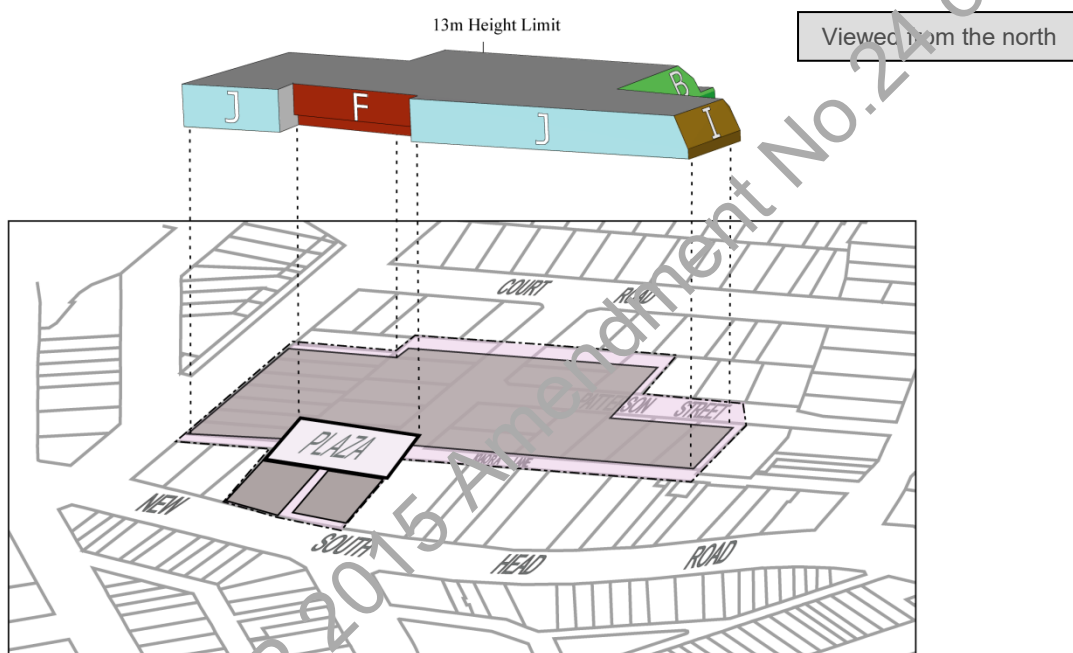 13m Height Limit
Viewed from the north
J
F
J
B
I
COURT ROAD
PATTERSON STREET
PLAZA
NEW SOUTH HEAD ROAD
2015 Amendment No.24